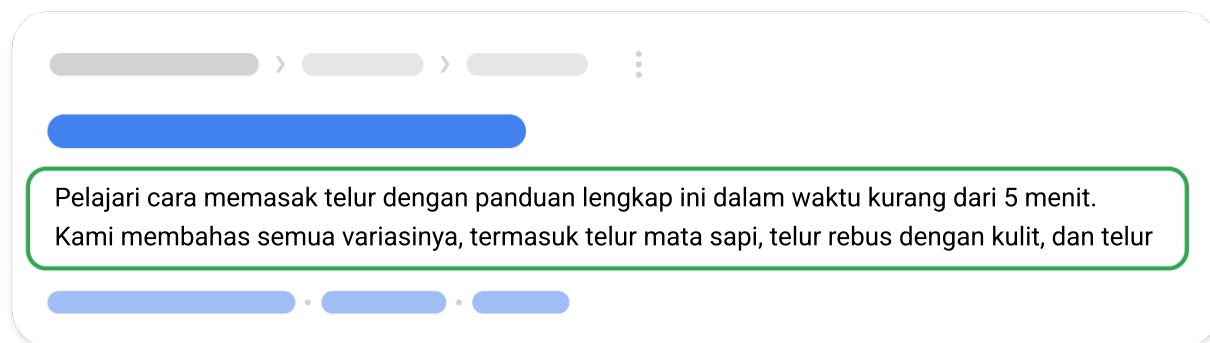 Pelajari cara memasak telur dengan panduan lengkap ini dalam waktu kurang dari 5 menit.
Kami membahas semua variasinya, termasuk telur mata sapi, telur rebus dengan kulit, dan telur